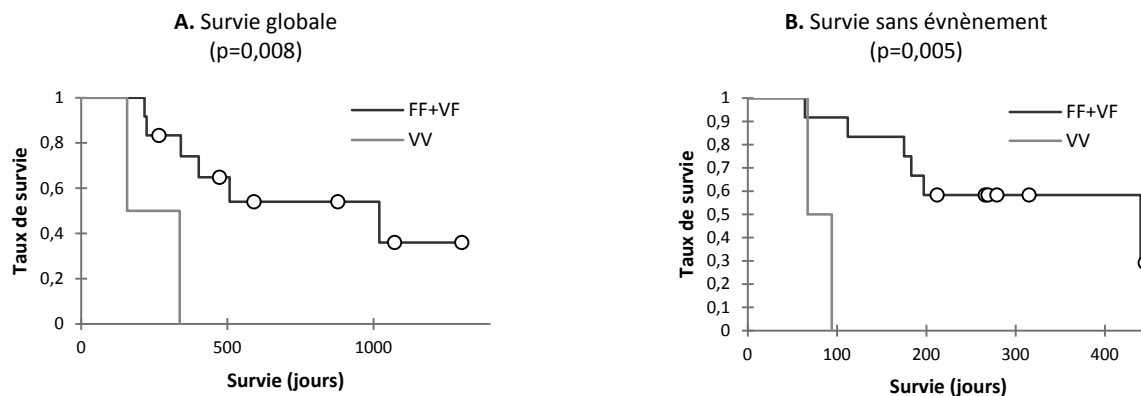 A. Survie globale
(p=0,008)
1
0,8
0,6
0,4
0,2
0
0
500
1000
Taux de survie
Survie (jours)
FF+VF
VV
B. Survie sans évnènement
(p=0,005)
1
0,9
0,8
0,7
0,6
0,5
0,4
0,3
0,2
0,1
0
0
100
200
300
400
Taux de survie
Survie (jours)
FF+VF
VV